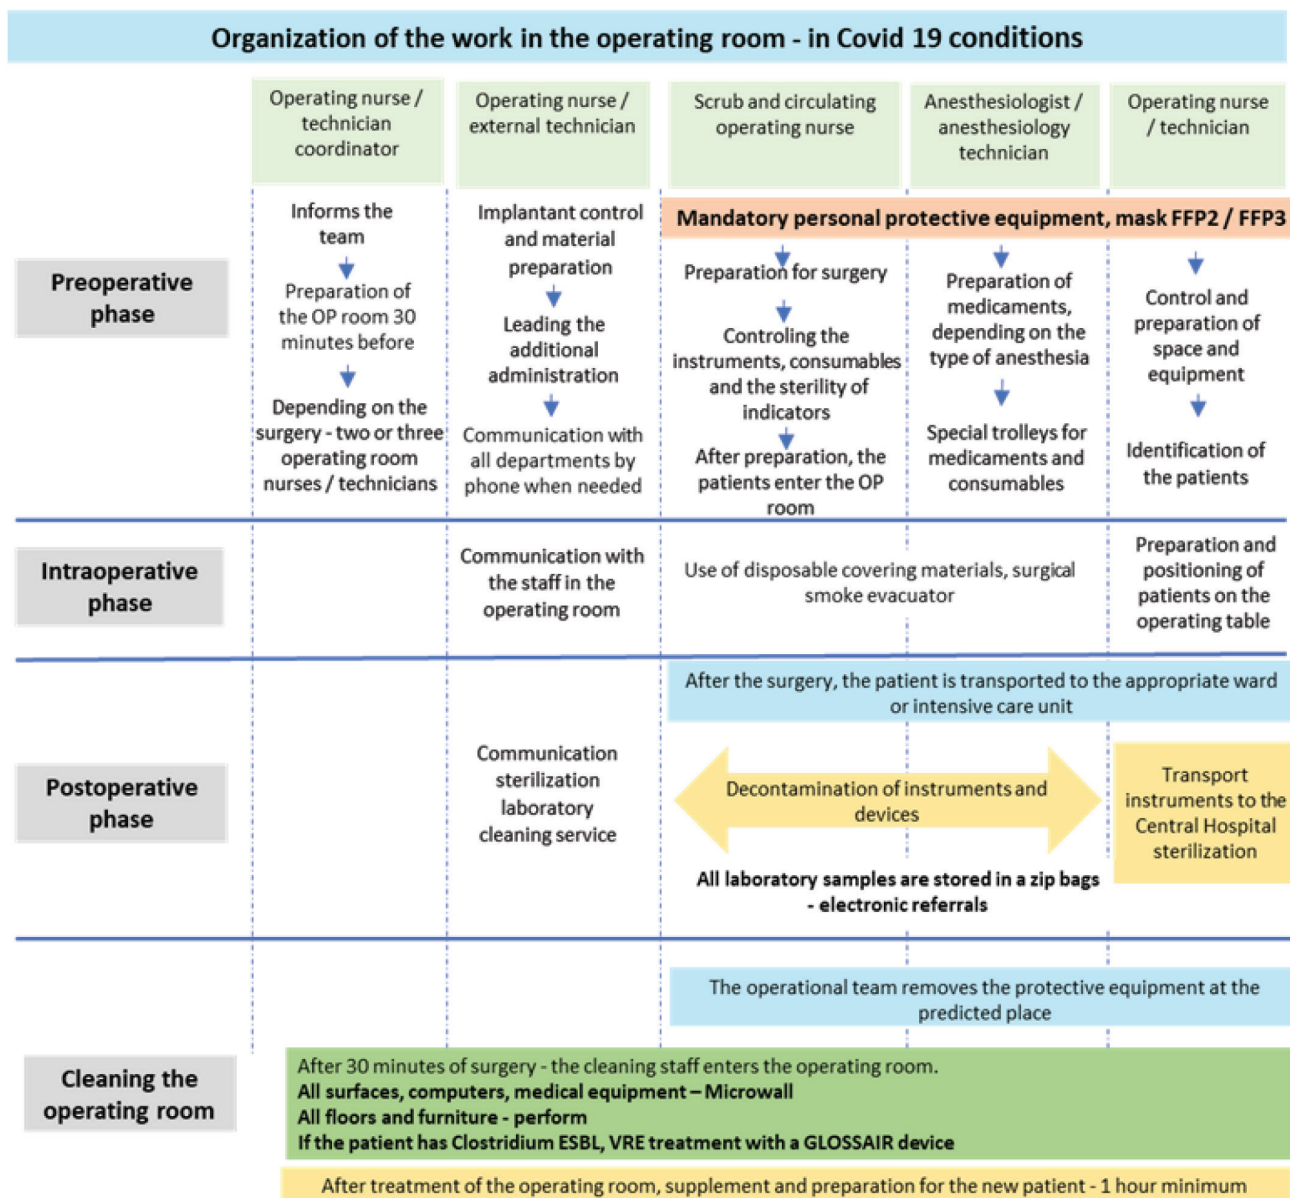 Organization of the work in the operating room - in Covid 19 conditions
Operating nurse /
technician
coordinator
Operating nurse /
external technician
Scrub and circulating
operating nurse
Anesthesiologist /
anesthesiology
technician
Operating nurse
/ technician
Mandatory personal protective equipment, mask FFP2 / FFP3
Preoperative
phase
Informs the
team
Preparation of
the OP room 30
minutes before
Depending on the
surgery - two or three
operating room
nurses / technicians
Implantant control
and material
preparation
Leading the
additional
administration
Communication with
all departments by
phone when needed
Preparation for surgery
Controling the
instruments, consumables
and the sterility of
indicators
After preparation, the
patients enter the OP
room
Preparation of
medicaments,
depending on the
type of anesthesia
Special trolleys for
medicaments and
consumables
Control and
preparation of
space and
equipment
Identification of
the patients
Intraoperative
phase
Communication with
the staff in the
operating room
Use of disposable covering materials, surgical
smoke evacuator
Preparation and
positioning of
patients on the
operating table
Postoperative
phase
After the surgery, the patient is transported to the appropriate ward
or intensive care unit
Communication
sterilization
laboratory
cleaning service
Decontamination of instruments and
devices
Transport
instruments to the
Central Hospital
sterilization
All laboratory samples are stored in a zip bags
- electronic referrals
The operational team removes the protective equipment at the
predicted place
Cleaning the
operating room
After 30 minutes of surgery - the cleaning staff enters the operating room.
All surfaces, computers, medical equipment – Microwall
All floors and furniture - perform
If the patient has Clostridium ESBL, VRE treatment with a GLOSSAIR device
After treatment of the operating room, supplement and preparation for the new patient - 1 hour minimum